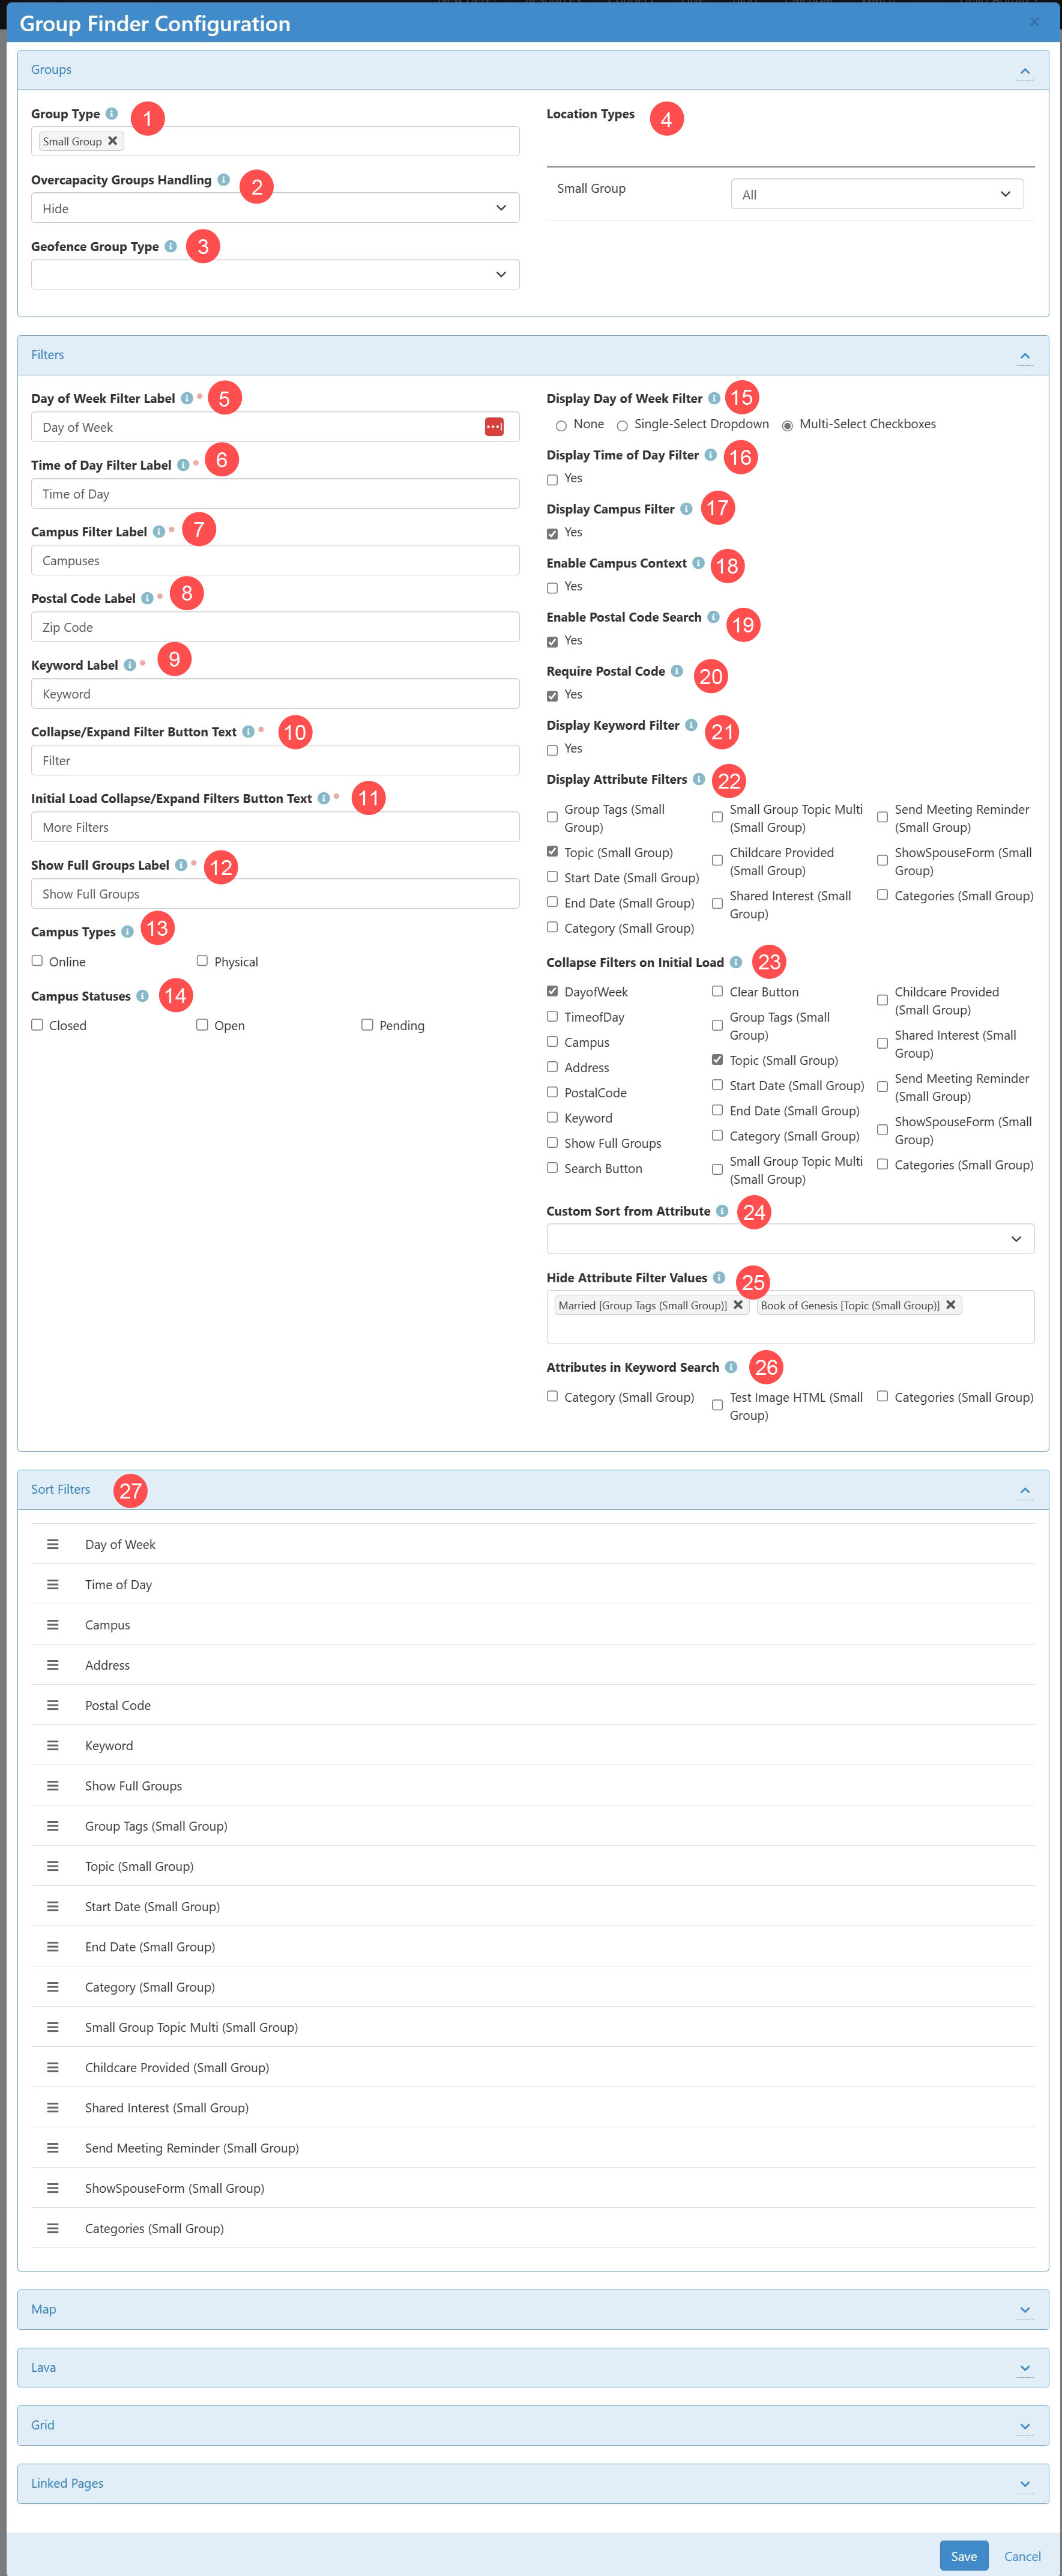 Group Finder Configuration ×
Groups
Group Type 1
Small Group ✕
Overcapacity Groups Handling 2
Hide
Geofence Group Type 3
Location Types 4
Small Group All
Filters
Day of Week Filter Label 5
Day of Week
Time of Day Filter Label 6
Time of Day
Campus Filter Label 7
Campuses
Postal Code Label 8
Zip Code
Keyword Label 9
Keyword
Collapse/Expand Filter Button Text 10
Filter
Initial Load Collapse/Expand Filters Button Text 11
More Filters
Show Full Groups Label 12
Show Full Groups
Campus Types 13
Online Physical
Campus Statuses 14
Closed Open Pending
Display Day of Week Filter 15
None Single-Select Dropdown Multi-Select Checkboxes
Display Time of Day Filter 16
Yes
Display Campus Filter 17
Yes
Enable Campus Context 18
Yes
Enable Postal Code Search 19
Yes
Require Postal Code 20
Yes
Display Keyword Filter 21
Yes
Display Attribute Filters 22
Group Tags (Small
Group)
Topic (Small Group)
Start Date (Small Group)
End Date (Small Group)
Category (Small Group)
Small Group Topic Multi
(Small Group)
Childcare Provided
(Small Group)
Shared Interest (Small
Group)
Send Meeting Reminder
(Small Group)
ShowSpouseForm (Small
Group)
Categories (Small Group)
Collapse Filters on Initial Load 23
DayofWeek
TimeofDay
Campus
Address
PostalCode
Keyword
Show Full Groups
Search Button
Clear Button
Group Tags (Small
Group)
Topic (Small Group)
Start Date (Small Group)
End Date (Small Group)
Category (Small Group)
Small Group Topic Multi
(Small Group)
Childcare Provided
(Small Group)
Shared Interest (Small
Group)
Send Meeting Reminder
(Small Group)
ShowSpouseForm (Small
Group)
Categories (Small Group)
Custom Sort from Attribute 24
Hide Attribute Filter Values 25
Married [Group Tags (Small Group)] ✕ Book of Genesis [Topic (Small Group)] ✕
Attributes in Keyword Search 26
Category (Small Group)
Test Image HTML (Small
Group)
Categories (Small Group)
Sort Filters 27
Day of Week
Time of Day
Campus
Address
Postal Code
Keyword
Show Full Groups
Group Tags (Small Group)
Topic (Small Group)
Start Date (Small Group)
End Date (Small Group)
Category (Small Group)
Small Group Topic Multi (Small Group)
Childcare Provided (Small Group)
Shared Interest (Small Group)
Send Meeting Reminder (Small Group)
ShowSpouseForm (Small Group)
Categories (Small Group)
Map
Lava
Grid
Linked Pages
Save Cancel